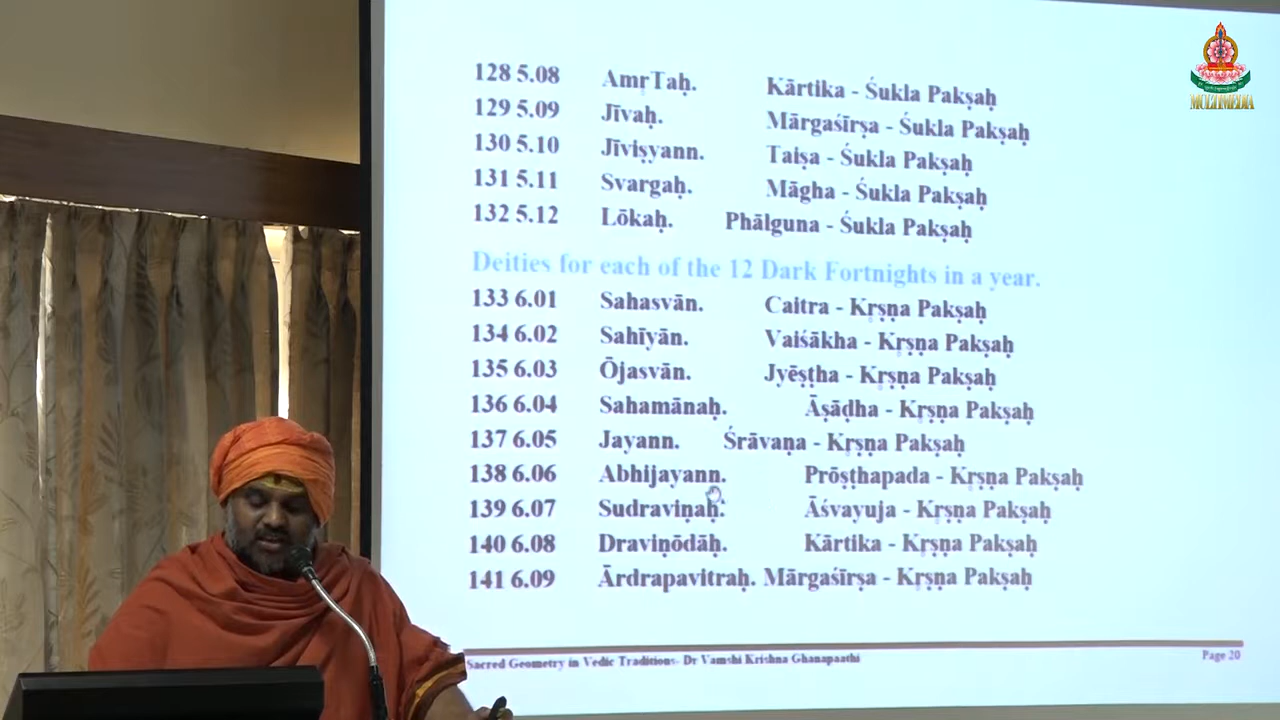 128 5.08 AmṛTaḥ. Kārtika - Śukla Pakṣaḥ
129 5.09 Jīvaḥ. Mārgaśīrṣa - Śukla Pakṣaḥ
130 5.10 Jīviṣyann. Taiṣa - Śukla Pakṣaḥ
131 5.11 Svargaḥ. Māgha - Śukla Pakṣaḥ
132 5.12 Lōkaḥ. Phālguna - Śukla Pakṣaḥ
Deities for each of the 12 Dark Fortnights in a year.
133 6.01 Sahasvān. Caitra - Kṛṣṇa Pakṣaḥ
134 6.02 Sahīyān. Vaiśākha - Kṛṣṇa Pakṣaḥ
135 6.03 Ōjasvān. Jyēṣṭha - Kṛṣṇa Pakṣaḥ
136 6.04 Sahamānaḥ. Āṣāḍha - Kṛṣṇa Pakṣaḥ
137 6.05 Jayann. Śrāvaṇa - Kṛṣṇa Pakṣaḥ
138 6.06 Abhijayann. Prōṣṭhapada - Kṛṣṇa Pakṣaḥ
139 6.07 Sudraviṇaḥ. Āśvayuja - Kṛṣṇa Pakṣaḥ
140 6.08 Draviṇōdāḥ. Kārtika - Kṛṣṇa Pakṣaḥ
141 6.09 Ārdrapavitraḥ. Mārgaśīrṣa - Kṛṣṇa Pakṣaḥ
Sacred Geometry in Vedic Traditions- Dr Vamshi Krishna Ghanapaathi Page 20
MULTIMEDIA